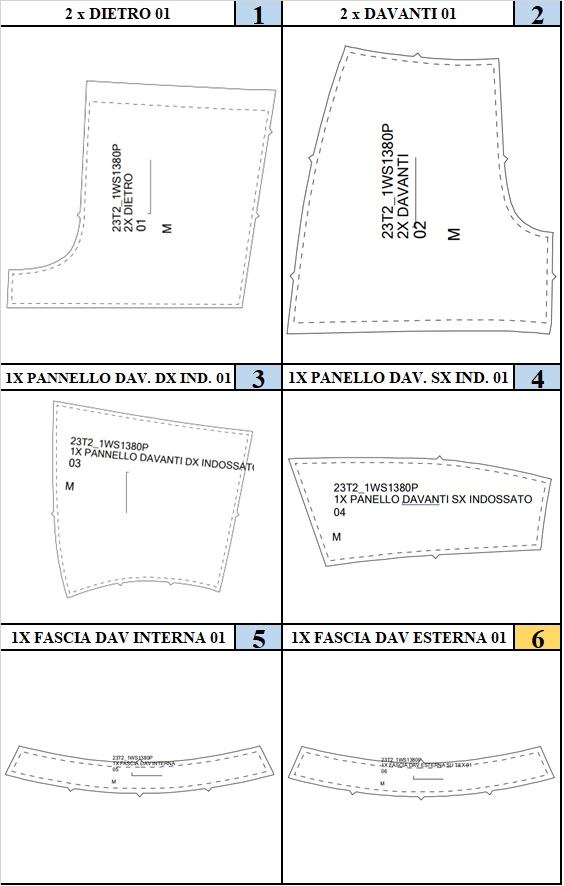 2 x DIETRO 01
1
2 x DAVANTI 01
2
23T2_1WS1380P
2X DIETRO
01
M
23T2_1WS1380P
2X DAVANTI
02
M
1X PANNELLO DAV. DX IND. 01
3
1X PANELLO DAV. SX IND. 01
4
23T2_1WS1380P
1X PANNELLO DAVANTI DX INDOSSATO
03
M
23T2_1WS1380P
1X PANELLO DAVANTI SX INDOSSATO
04
M
1X FASCIA DAV INTERNA 01
5
1X FASCIA DAV ESTERNA 01
6
23T2_1WS1380P
1X FASCIA DAV INTERNA
05
M
23T2_1WS1380P
1X FASCIA DAV ESTERNA SU TEX 01
06
M